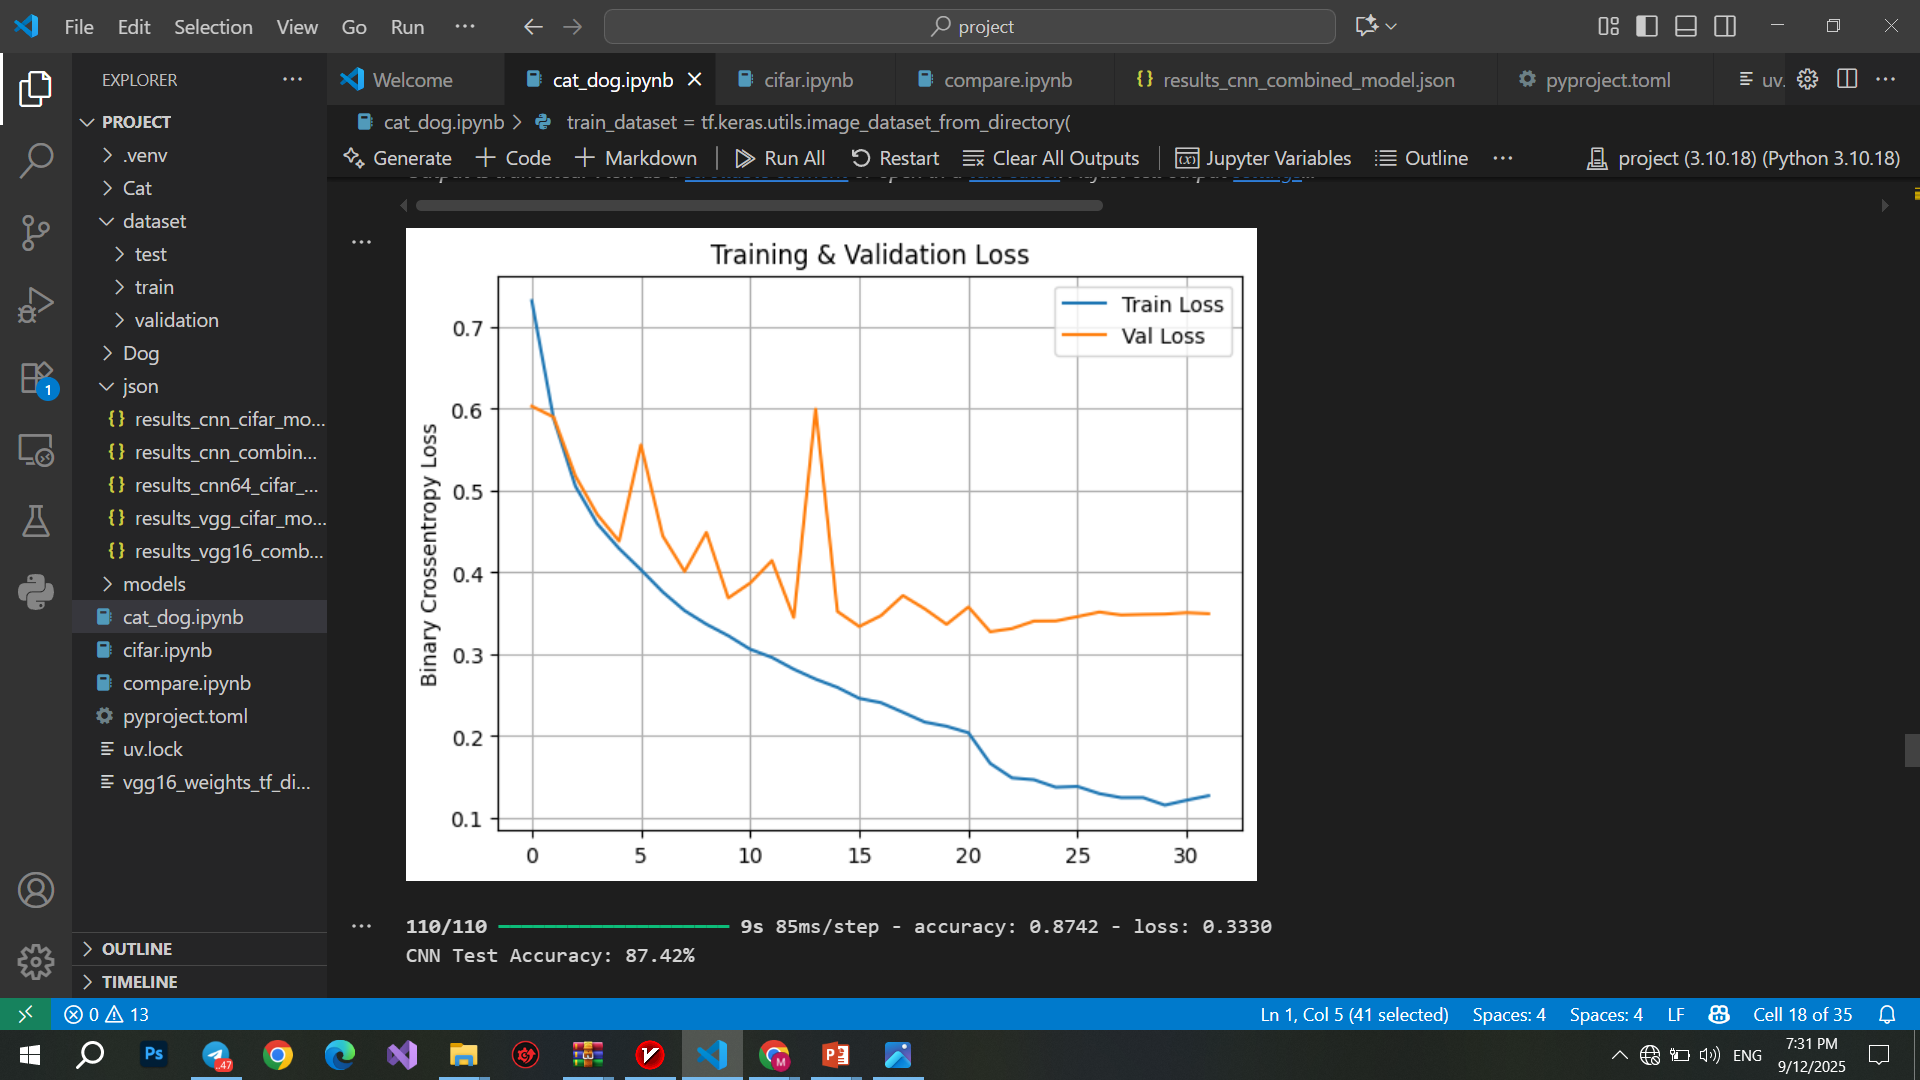 File Edit Selection View Go Run ... project
EXPLORER ...
PROJECT
.venv
Cat
dataset
test
train
validation
Dog
json
results_cnn_cifar_mo...
results_cnn_combin...
results_cnn64_cifar_...
results_vgg_cifar_mo...
results_vgg16_comb...
models
cat_dog.ipynb
cifar.ipynb
compare.ipynb
pyproject.toml
uv.lock
vgg16_weights_tf_di...
OUTLINE
TIMELINE
1
Welcome cat_dog.ipynb cifar.ipynb compare.ipynb results_cnn_combined_model.json pyproject.toml uv.
cat_dog.ipynb > train_dataset = tf.keras.utils.image_dataset_from_directory(
Generate + Code + Markdown | Run All Restart Clear All Outputs | Jupyter Variables Outline ... project (3.10.18) (Python 3.10.18)
Training & Validation Loss
Train Loss
Val Loss
Binary Crossentropy Loss
0.7
0.6
0.5
0.4
0.3
0.2
0.1
0 5 10 15 20 25 30
110/110 9s 85ms/step - accuracy: 0.8742 - loss: 0.3330
CNN Test Accuracy: 87.42%
0 13 Ln 1, Col 5 (41 selected) Spaces: 4 Spaces: 4 LF Cell 18 of 35
Ps .47 M P ENG 7:31 PM
9/12/2025